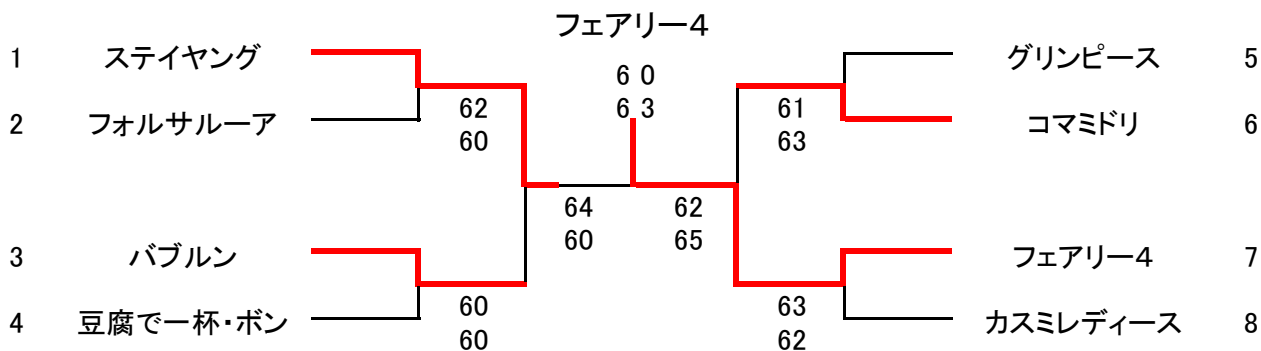 フェアリー4
1 ステイヤング
グリンピース 5
6 0
6 3
62
60
61
63
2 フォルサルーア
コマミドリ 6
64
60
62
65
3 バブルン
フェアリー4 7
60
60
63
62
4 豆腐で一杯・ボン
カスミレディース 8